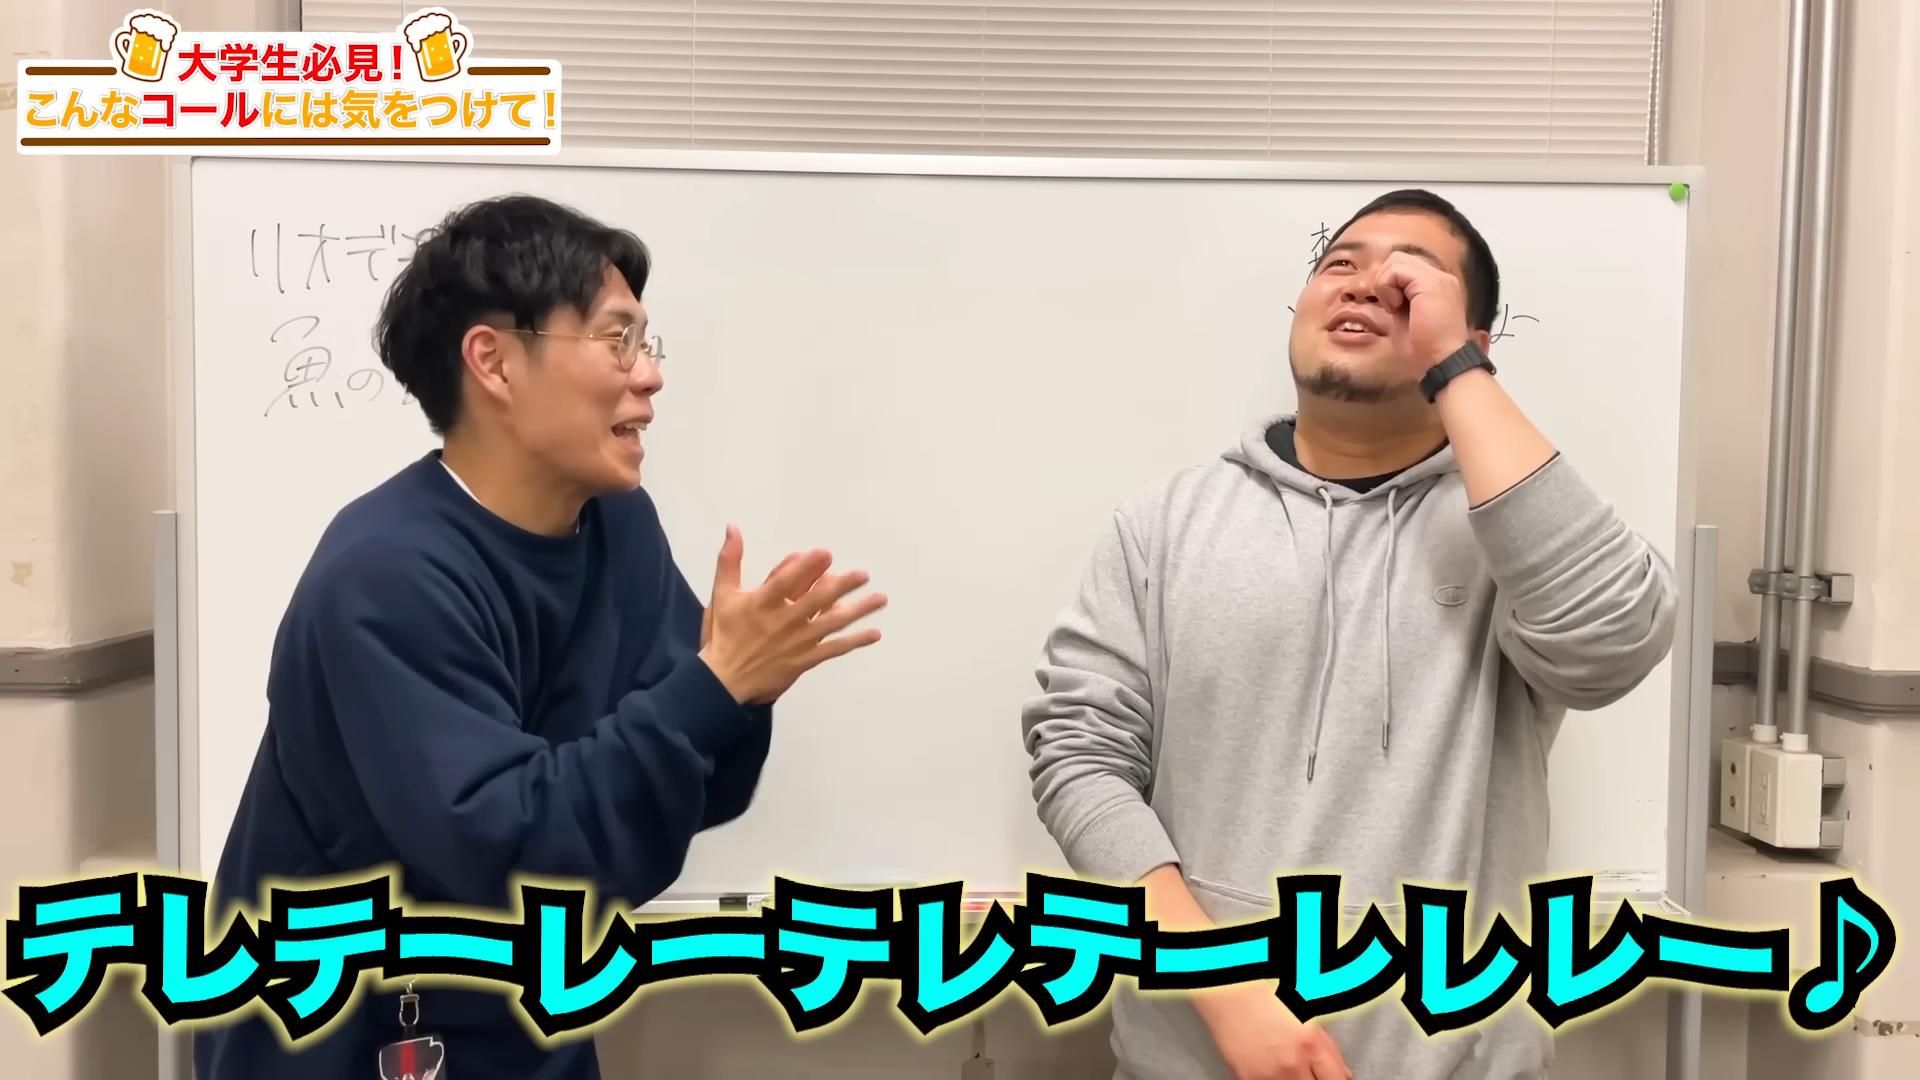 大学生必見!
こんなコールには気をつけて!
リオデ
魚の
テレテーレーテレテーレレレー♪